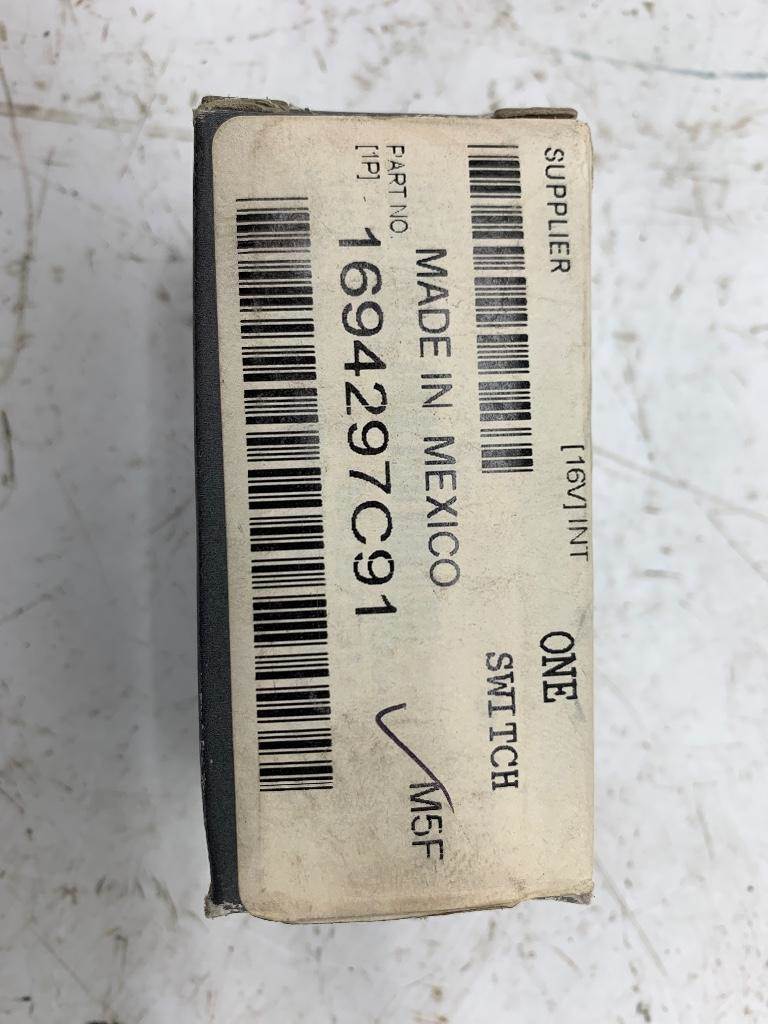 SUPPLIER
[16V] INT
ONE
SWITCH
MADE IN MEXICO
M5F
PART NO.
[1P] - 1694297C91